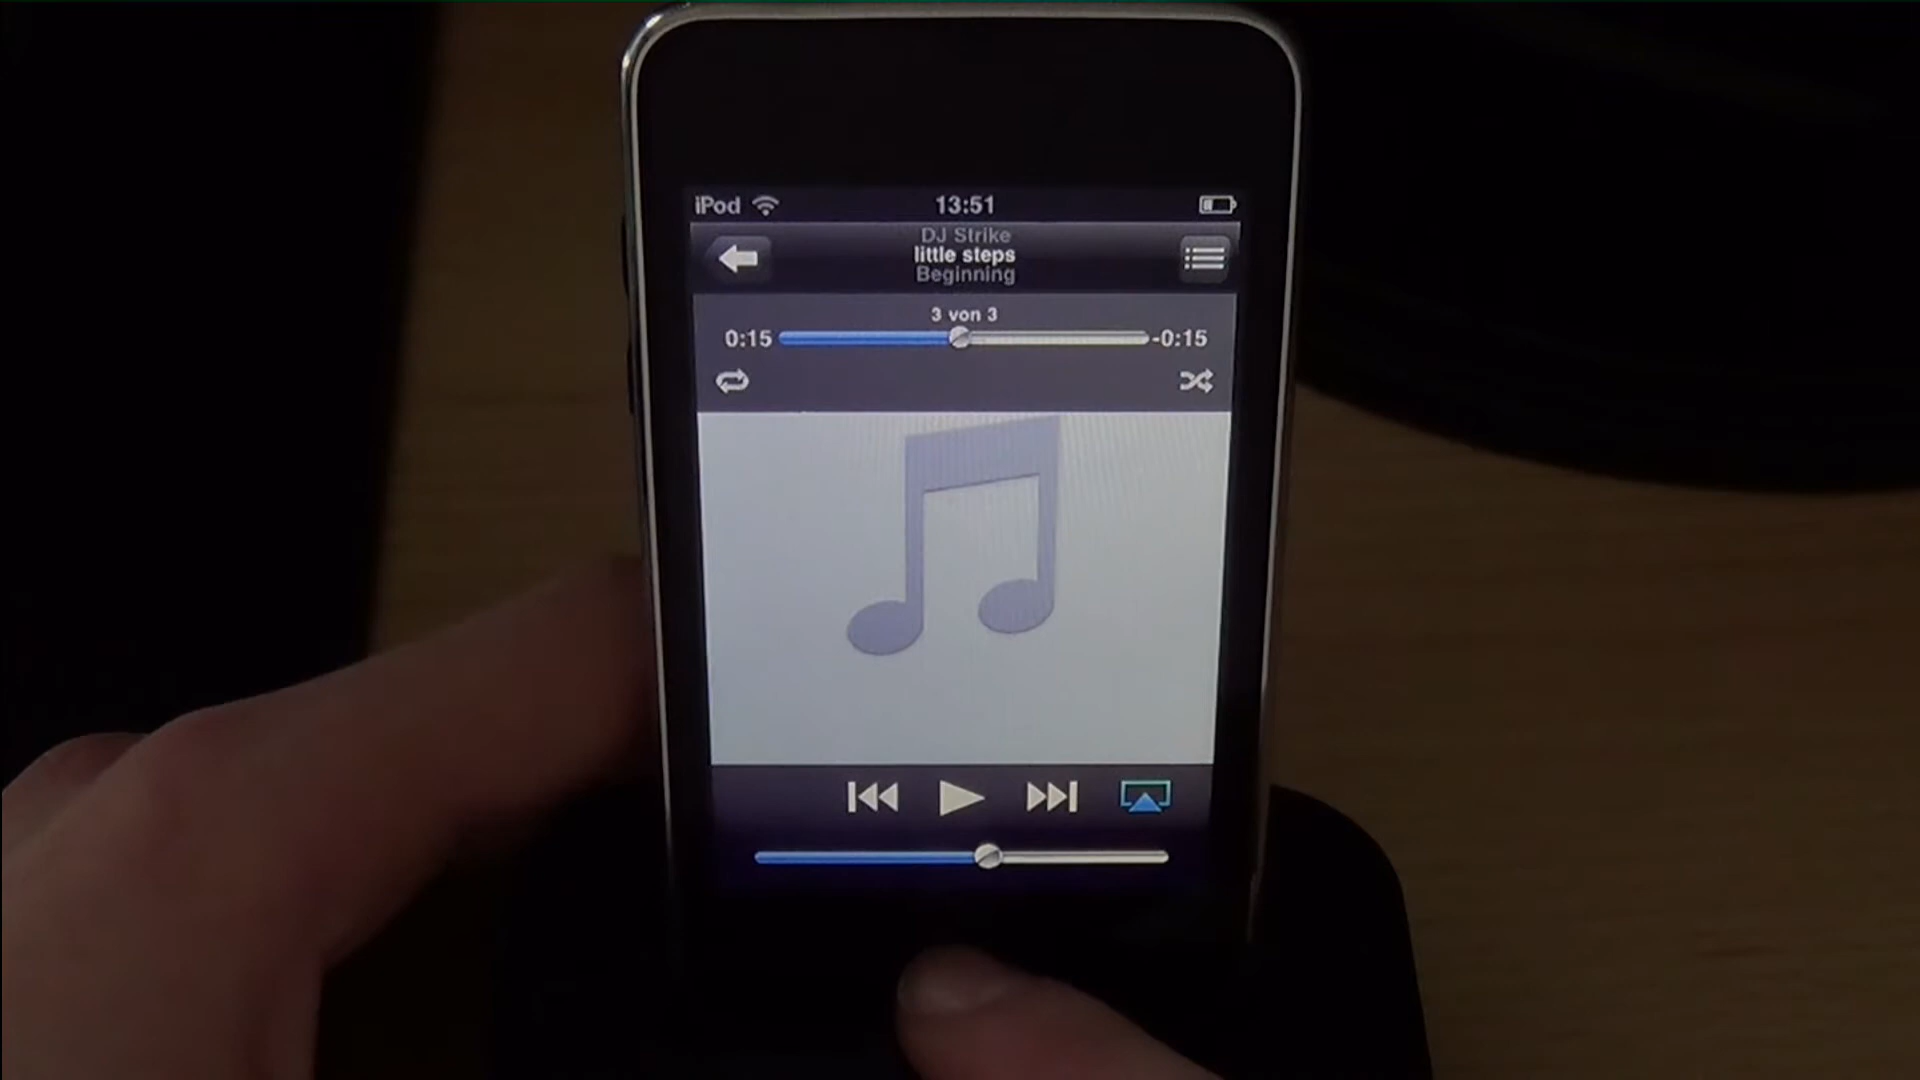 iPod 13:51
DJ Strike
little steps
Beginning
3 von 3
0:15 -0:15